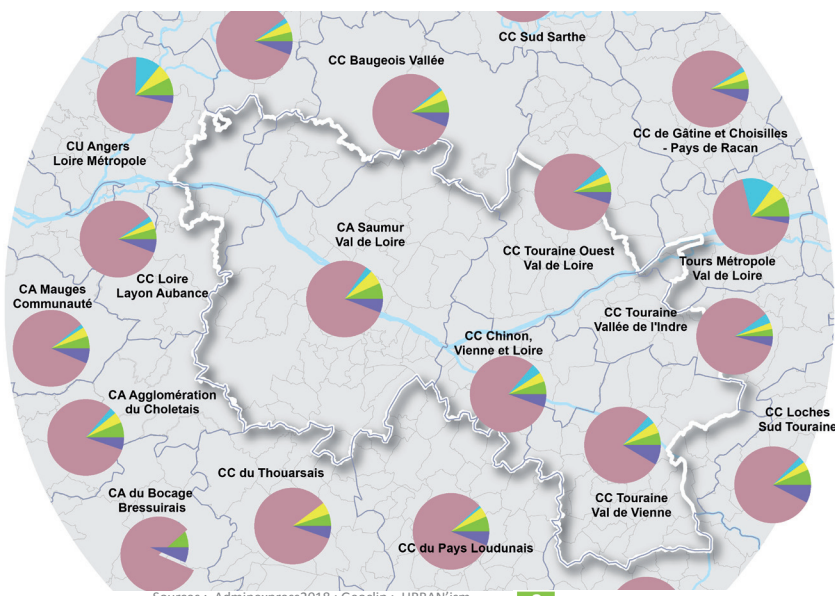 CC Sud Sarthe
CC Baugeois Vallée
CU Angers
Loire Métropole
CC de Gâtine et Choisilles
- Pays de Racan
CA Saumur
Val de Loire
CC Touraine Ouest
Val de Loire
Tours Métropole
Val de Loire
CC Loire
Layon Aubance
CA Mauges
Communauté
CC Touraine
Vallée de l'Indre
CC Chinon,
Vienne et Loire
CA Agglomération
du Choletais
CC Loches
Sud Touraine
CC du Thouarsais
CA du Bocage
Bressuirais
CC Touraine
Val de Vienne
CC du Pays Loudunais